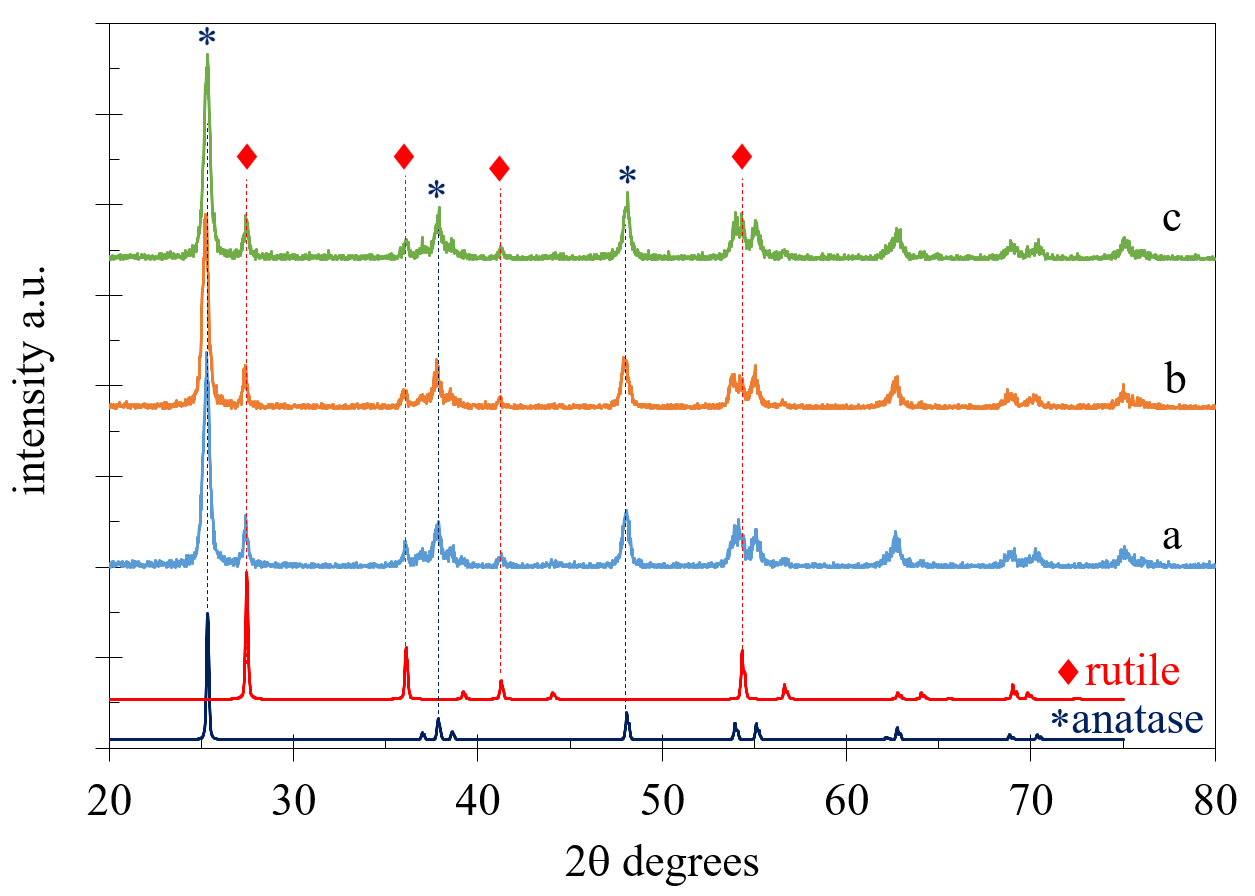 *
♦ ♦ ♦ ♦
* *
c
b
a
intensity a.u.
♦ rutile
*anatase
20 30 40 50 60 70 80
2θ degrees